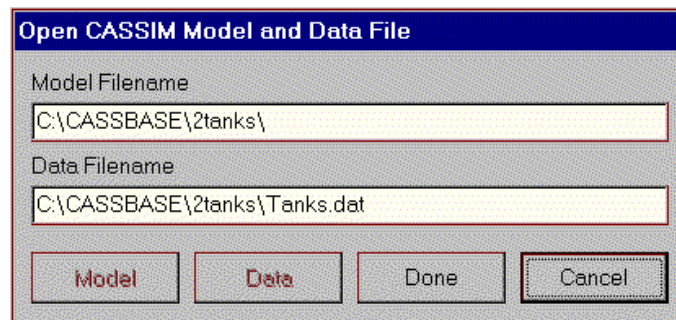 Open CASSIM Model and Data File
Model Filename
C:\CASSBASE\2tanks\
Data Filename
C:\CASSBASE\2tanks\Tanks.dat
Model Data Done Cancel